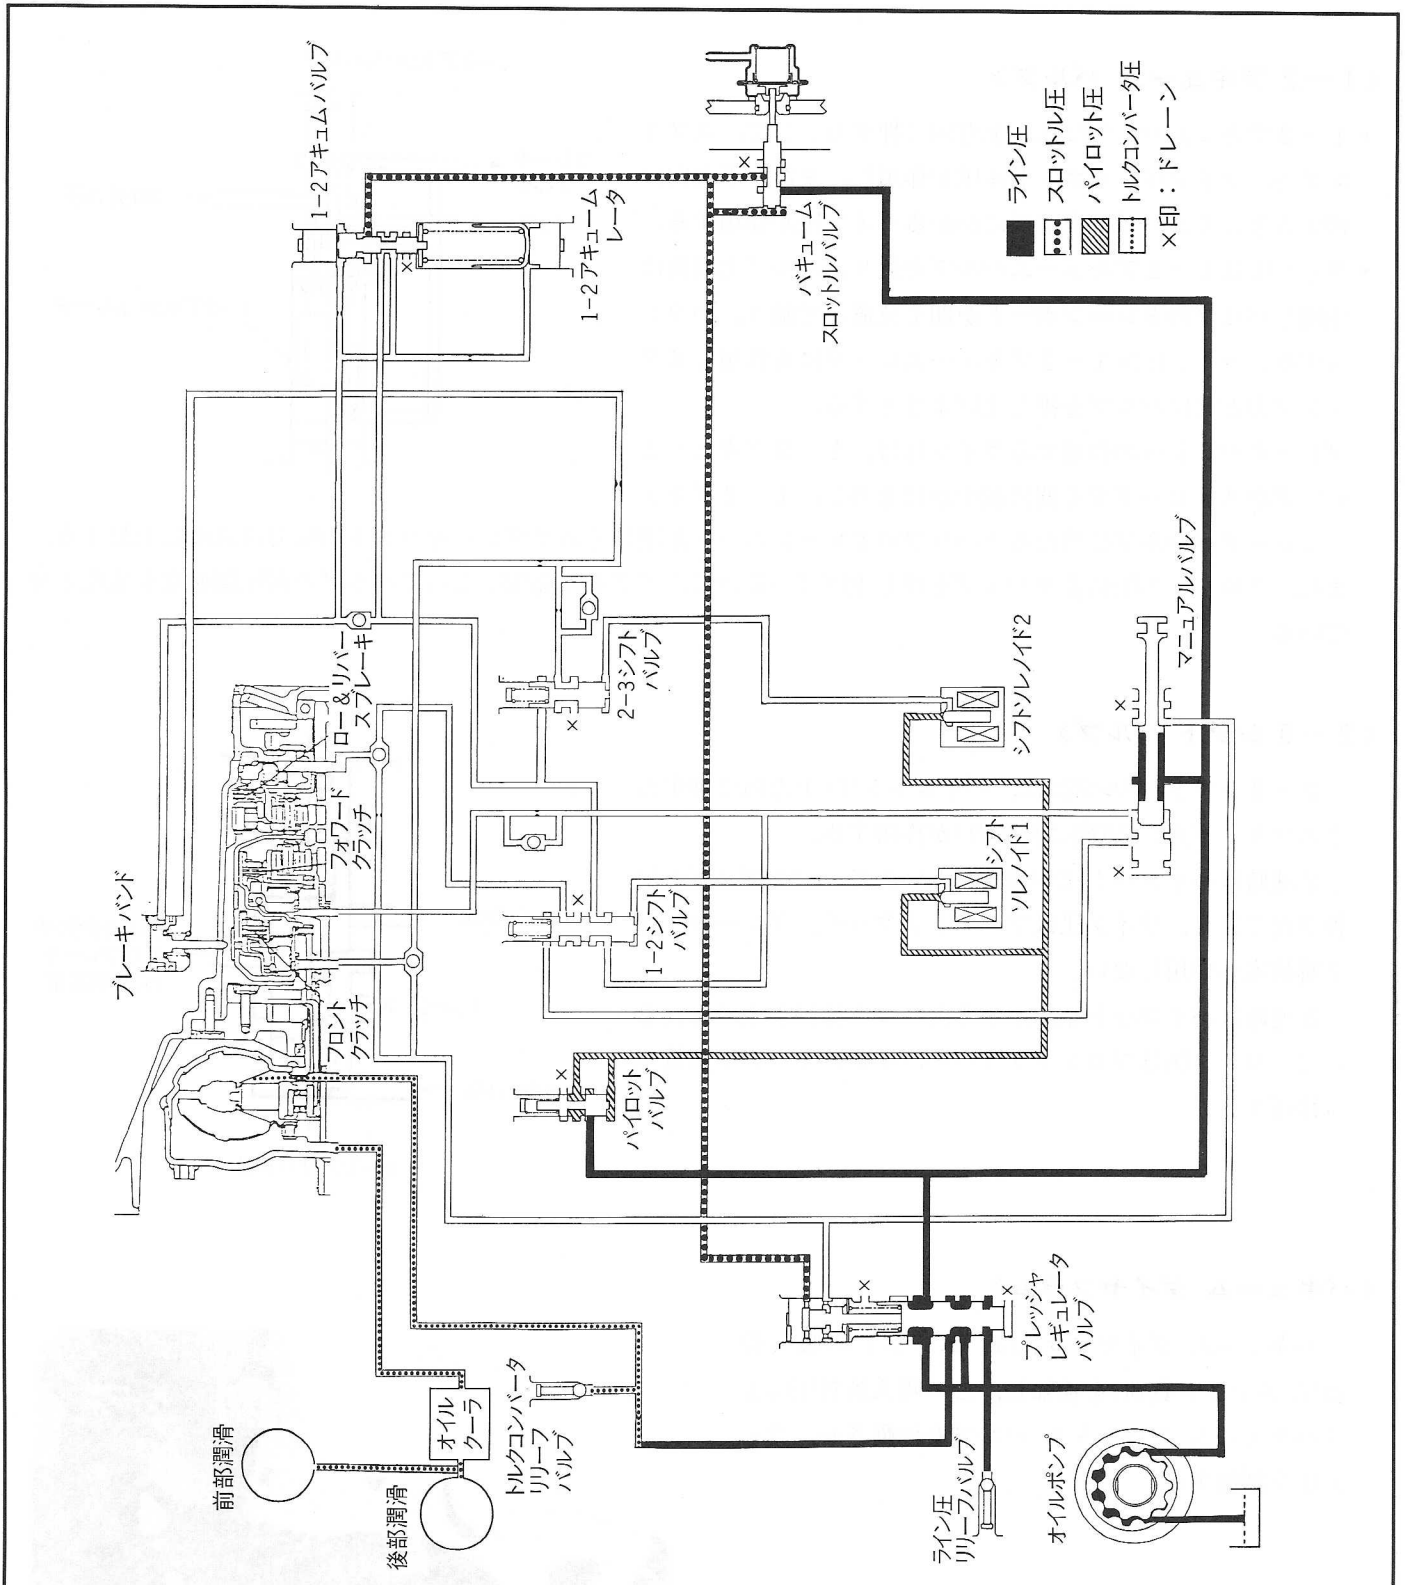 1-2アキュムバルブ
1-2アキューム
レータ
バキューム
スロットルバルブ
ライン圧
スロットル圧
パイロット圧
トルクコンバータ圧
×印：ドレーン
ブレーキバンド
フロント
クラッチ
フォワード
クラッチ
ロー&リバー
スブレーキ
2-3シフト
バルブ
1-2シフト
バルブ
シフトソレノイド2
シフト
ソレノイド1
マニュアルバルブ
パイロット
バルブ
プレッシャ
レギュレータ
バルブ
前部潤滑
後部潤滑
オイル
クーラ
トルクコンバータ
リリーフ
バルブ
ライン圧
リリーフバルブ
オイルポンプ
×
×
×
×
×
×
×
×
×